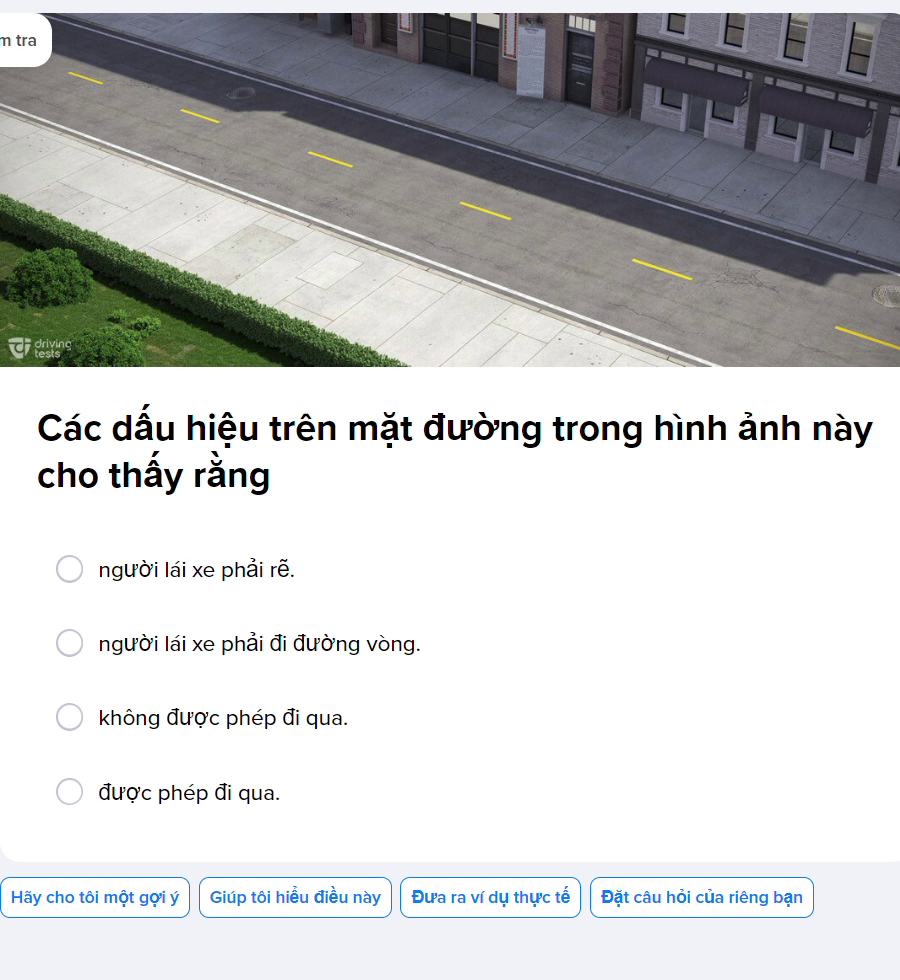 m tra
driving
tests
Các dấu hiệu trên mặt đường trong hình ảnh này
cho thấy rằng
người lái xe phải rẽ.
người lái xe phải đi đường vòng.
không được phép đi qua.
được phép đi qua.
Hãy cho tôi một gợi ý
Giúp tôi hiểu điều này
Đưa ra ví dụ thực tế
Đặt câu hỏi của riêng bạn